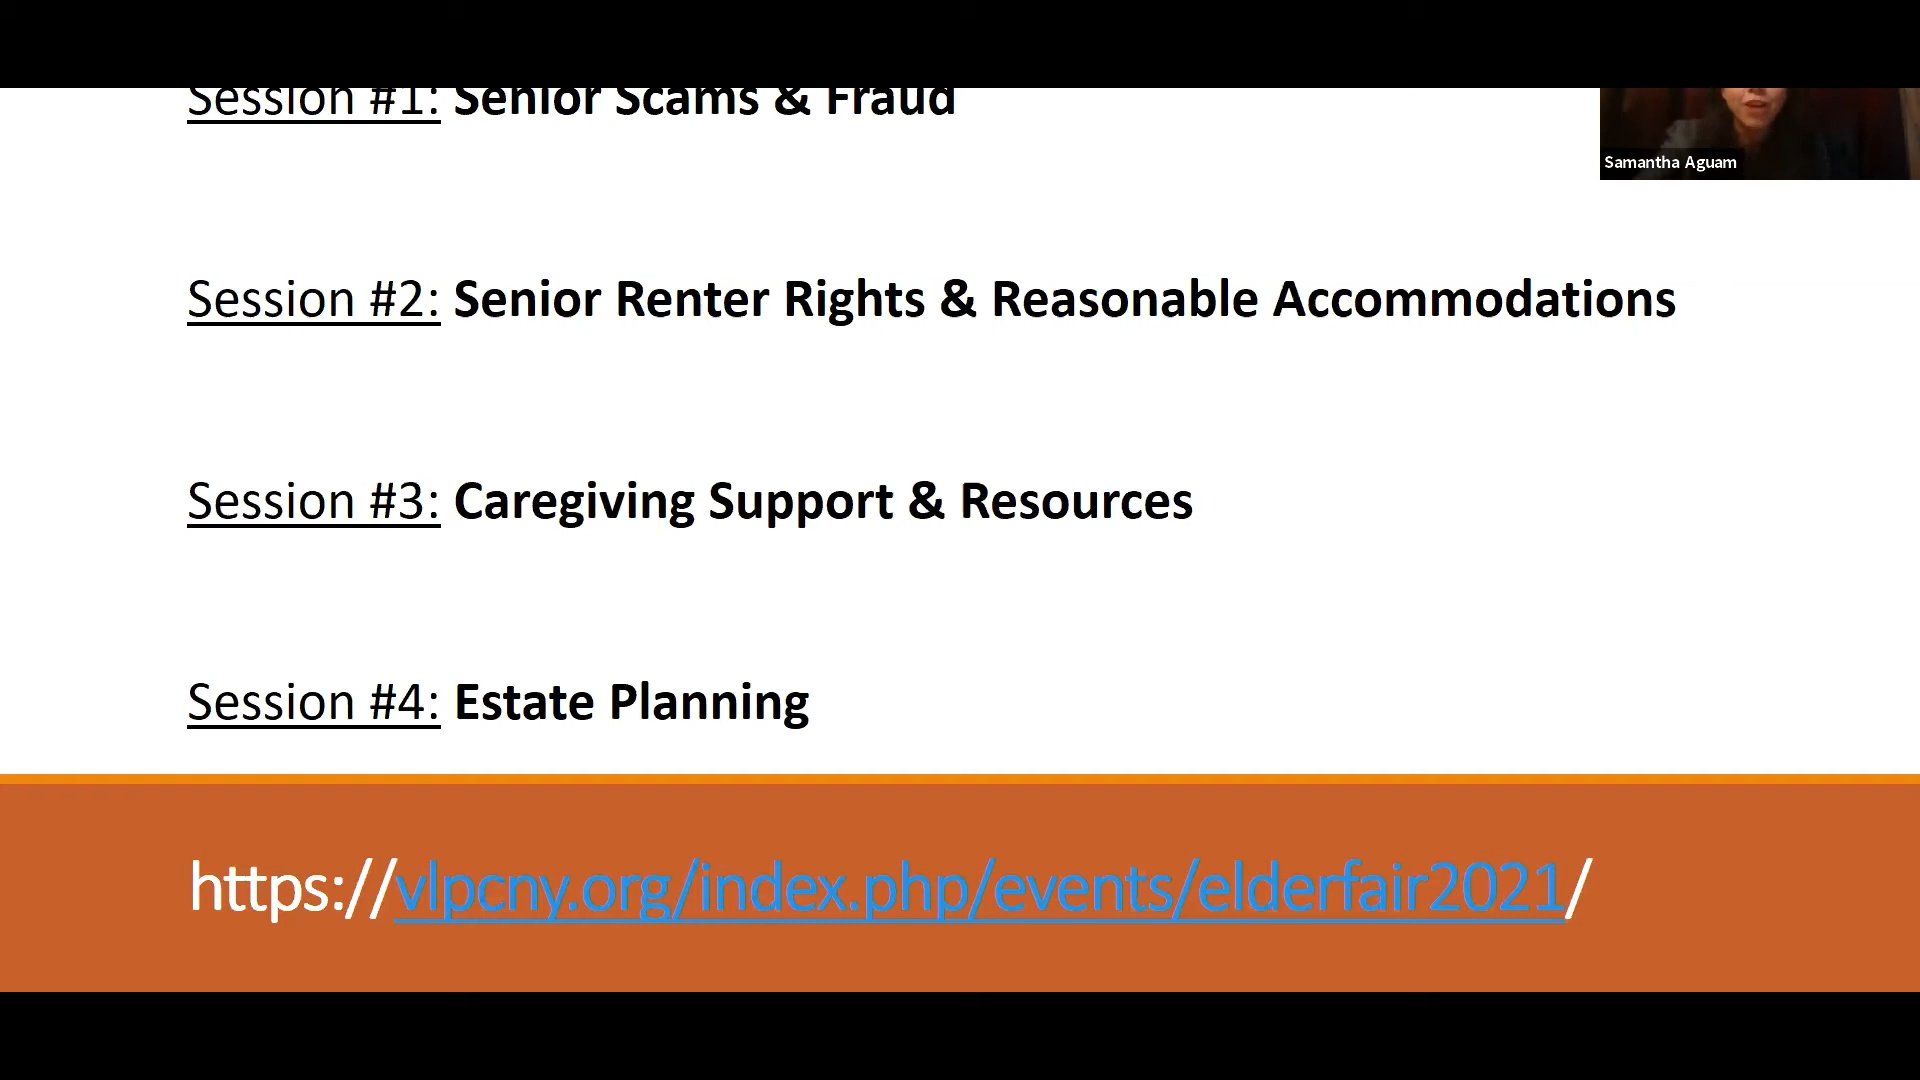 Session #1: Senior Scams & Fraud
Samantha Aguam
Session #2: Senior Renter Rights & Reasonable Accommodations
Session #3: Caregiving Support & Resources
Session #4: Estate Planning
https://vlpcny.org/index.php/events/elderfair2021/